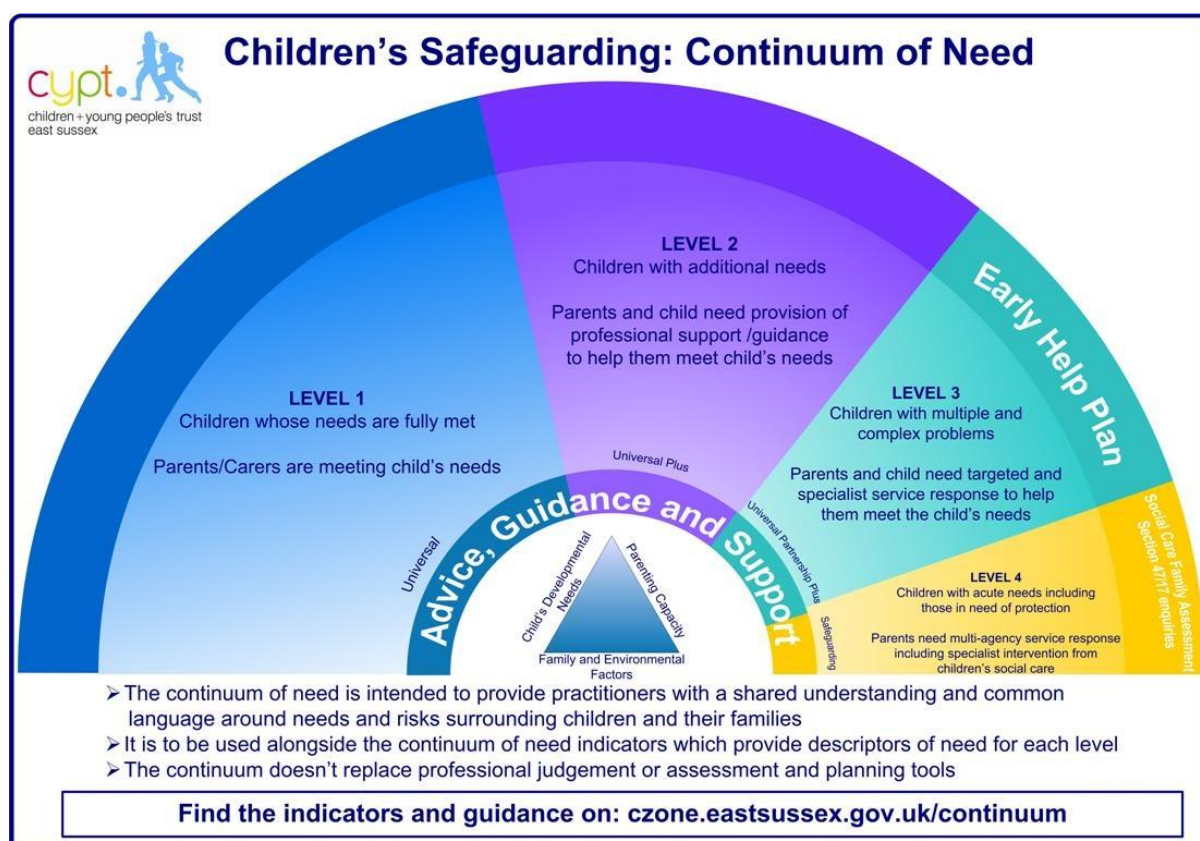 Children's Safeguarding: Continuum of Need
cypt.
children + young people's trust
east sussex
LEVEL 1
Children whose needs are fully met
Parents/Carers are meeting child's needs
LEVEL 2
Children with additional needs
Parents and child need provision of
professional support /guidance
to help them meet child's needs
Early Help Plan
LEVEL 3
Children with multiple and
complex problems
Parents and child need targeted and
specialist service response to help
them meet the child's needs
Social Care Family Assessment
Section 47/17 enquiries
LEVEL 4
Children with acute needs including
those in need of protection
Parents need multi-agency service response
including specialist intervention from
children's social care
Universal
Universal Plus
Universal Partnership Plus
Safeguarding
Advice, Guidance and Support
Child's Developmental
Needs
Parenting Capacity
Family and Environmental
Factors
➢ The continuum of need is intended to provide practitioners with a shared understanding and common
language around needs and risks surrounding children and their families
➢ It is to be used alongside the continuum of need indicators which provide descriptors of need for each level
➢ The continuum doesn't replace professional judgement or assessment and planning tools
Find the indicators and guidance on: czone.eastsussex.gov.uk/continuum